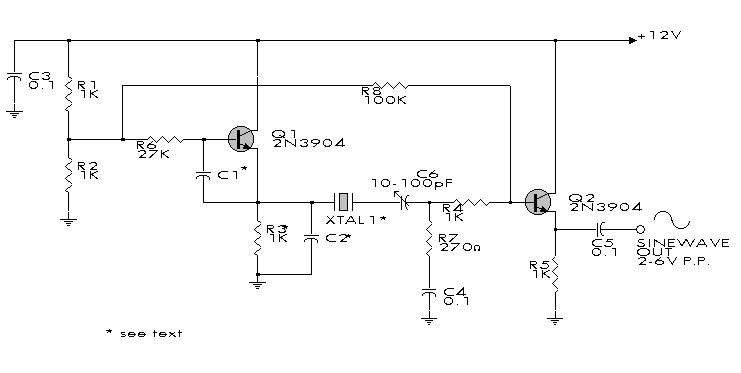 +12V
C3
0.1
R1
1K
R8
100K
Q1
2N3904
R6
27K
R2
1K
C1*
C6
10-100pF
XTAL1*
R4
1K
Q2
2N3904
R3*
1K
C2*
R7
270Ω
C5
0.1
SINEWAVE
OUT
2-6V P.P.
R5
1K
C4
0.1
* see text